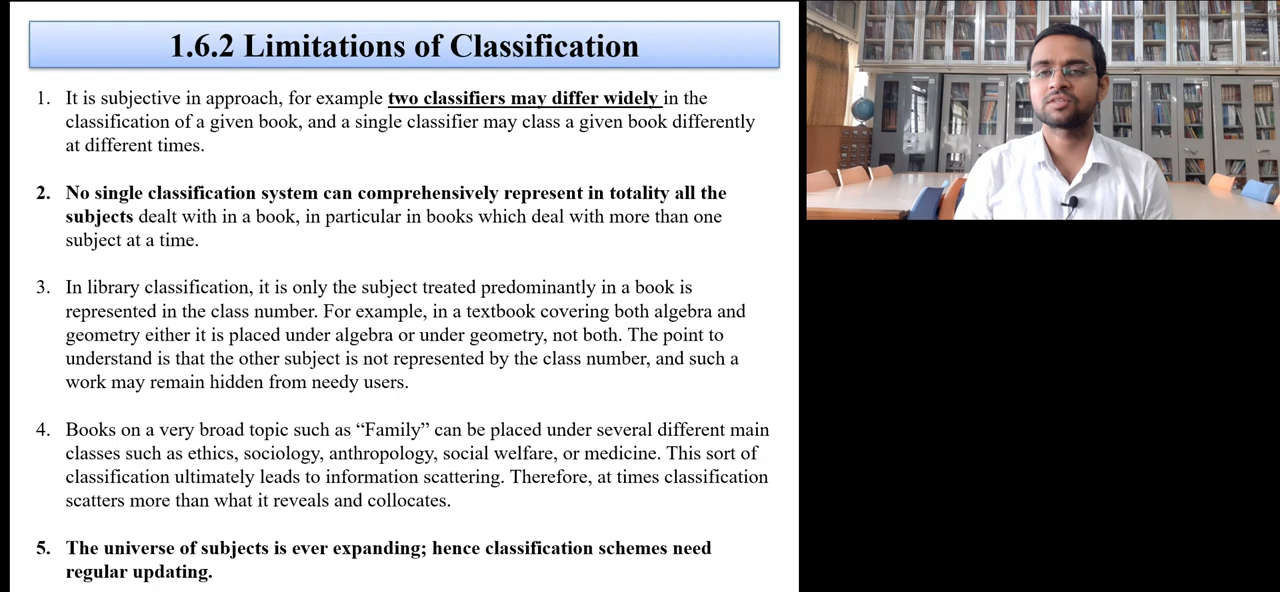 1.6.2 Limitations of Classification
1. It is subjective in approach, for example two classifiers may differ widely in the
classification of a given book, and a single classifier may class a given book differently
at different times.
2. No single classification system can comprehensively represent in totality all the
subjects dealt with in a book, in particular in books which deal with more than one
subject at a time.
3. In library classification, it is only the subject treated predominantly in a book is
represented in the class number. For example, in a textbook covering both algebra and
geometry either it is placed under algebra or under geometry, not both. The point to
understand is that the other subject is not represented by the class number, and such a
work may remain hidden from needy users.
4. Books on a very broad topic such as “Family” can be placed under several different main
classes such as ethics, sociology, anthropology, social welfare, or medicine. This sort of
classification ultimately leads to information scattering. Therefore, at times classification
scatters more than what it reveals and collocates.
5. The universe of subjects is ever expanding; hence classification schemes need
regular updating.